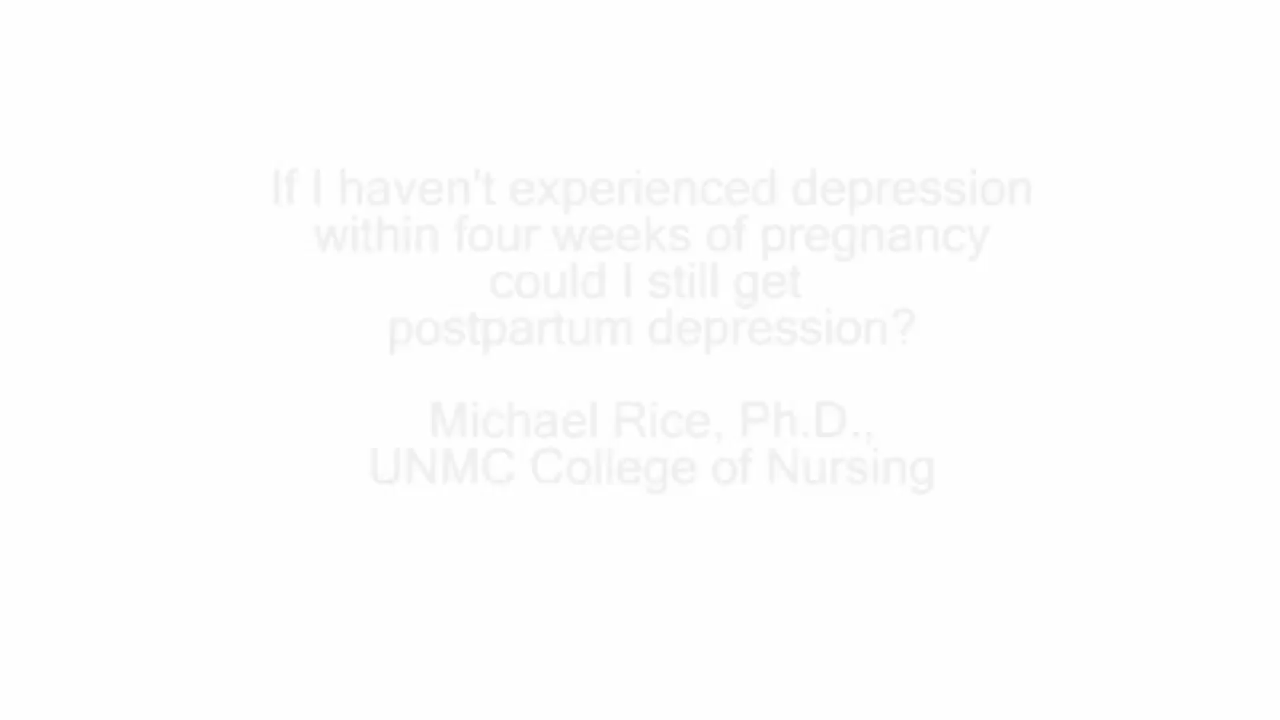 If I haven't experienced depression
within four weeks of pregnancy
could I still get
postpartum depression?
Michael Rice, Ph.D.,
UNMC College of Nursing